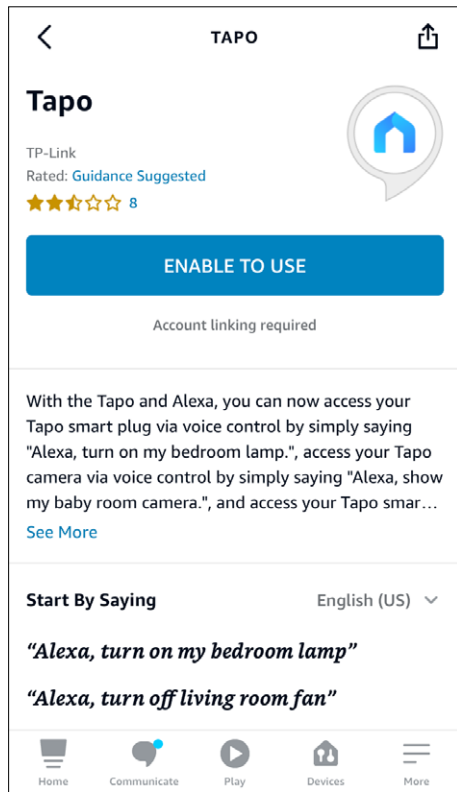 TAPO
Tapo
TP-Link
Rated: Guidance Suggested
8
ENABLE TO USE
Account linking required
With the Tapo and Alexa, you can now access your
Tapo smart plug via voice control by simply saying
"Alexa, turn on my bedroom lamp.", access your Tapo
camera via voice control by simply saying "Alexa, show
my baby room camera.", and access your Tapo smar...
See More
Start By Saying English (US)
“Alexa, turn on my bedroom lamp”
“Alexa, turn off living room fan”
Home Communicate Play Devices More